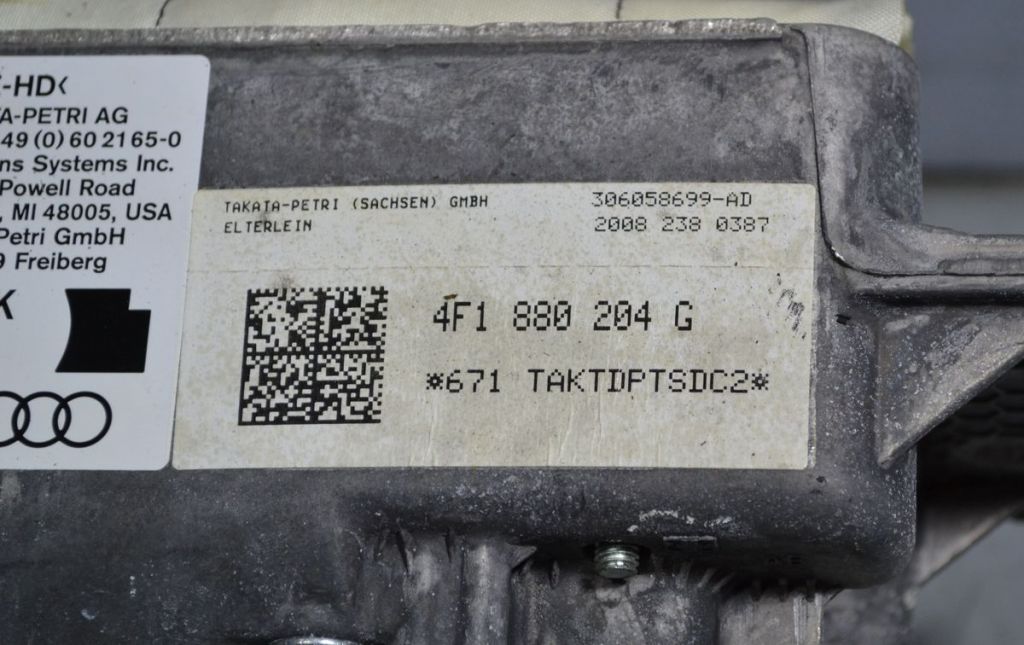 -HD<
A-PETRI AG
49 (0) 60 21 65-0
ns Systems Inc.
Powell Road
, MI 48005, USA
Petri GmbH
9 Freiberg
K
TAKATA-PETRI (SACHSEN) GMBH
ELTERLEIN
306058699-AD
2008 238 0387
4F1 880 204 G
*671 TAKTDPTSDC2*